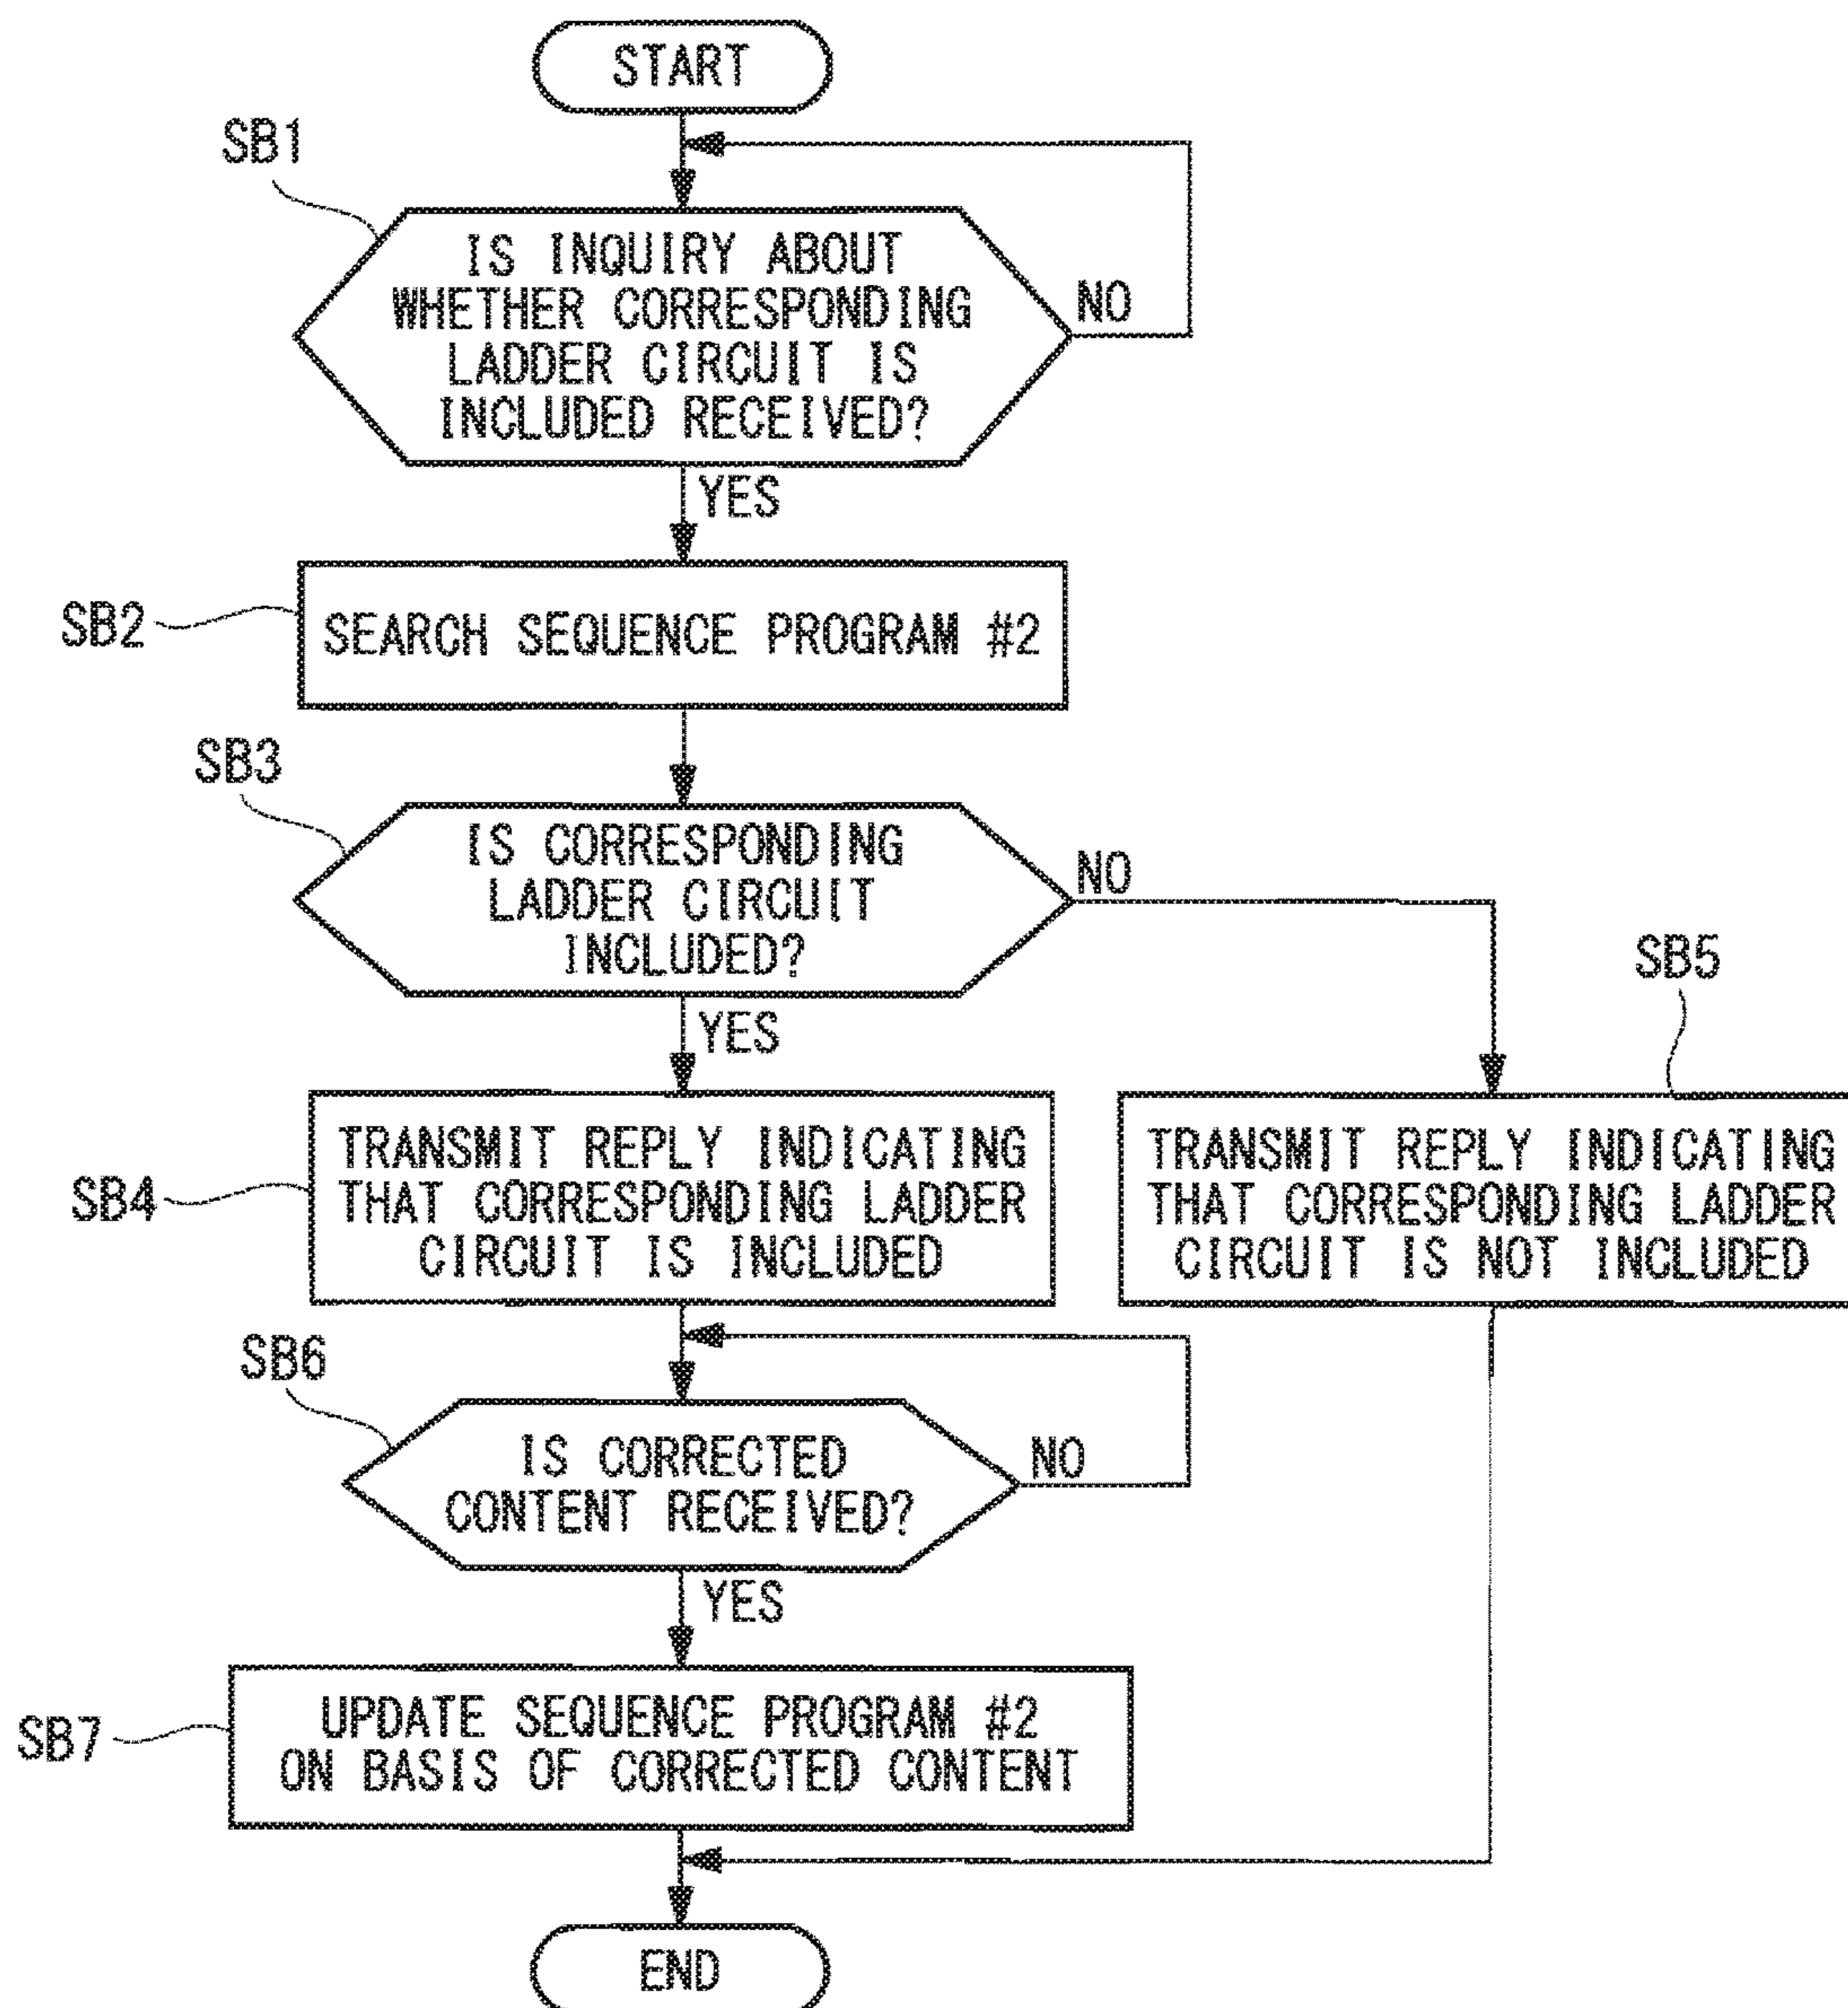 START
SB1
IS INQUIRY ABOUT
WHETHER CORRESPONDING
LADDER CIRCUIT IS
INCLUDED RECEIVED?
NO
YES
SB2
SEARCH SEQUENCE PROGRAM #2
SB3
IS CORRESPONDING
LADDER CIRCUIT
INCLUDED?
NO
YES
SB5
SB4
TRANSMIT REPLY INDICATING
THAT CORRESPONDING LADDER
CIRCUIT IS INCLUDED
TRANSMIT REPLY INDICATING
THAT CORRESPONDING LADDER
CIRCUIT IS NOT INCLUDED
SB6
IS CORRECTED
CONTENT RECEIVED?
NO
YES
SB7
UPDATE SEQUENCE PROGRAM #2
ON BASIS OF CORRECTED CONTENT
END